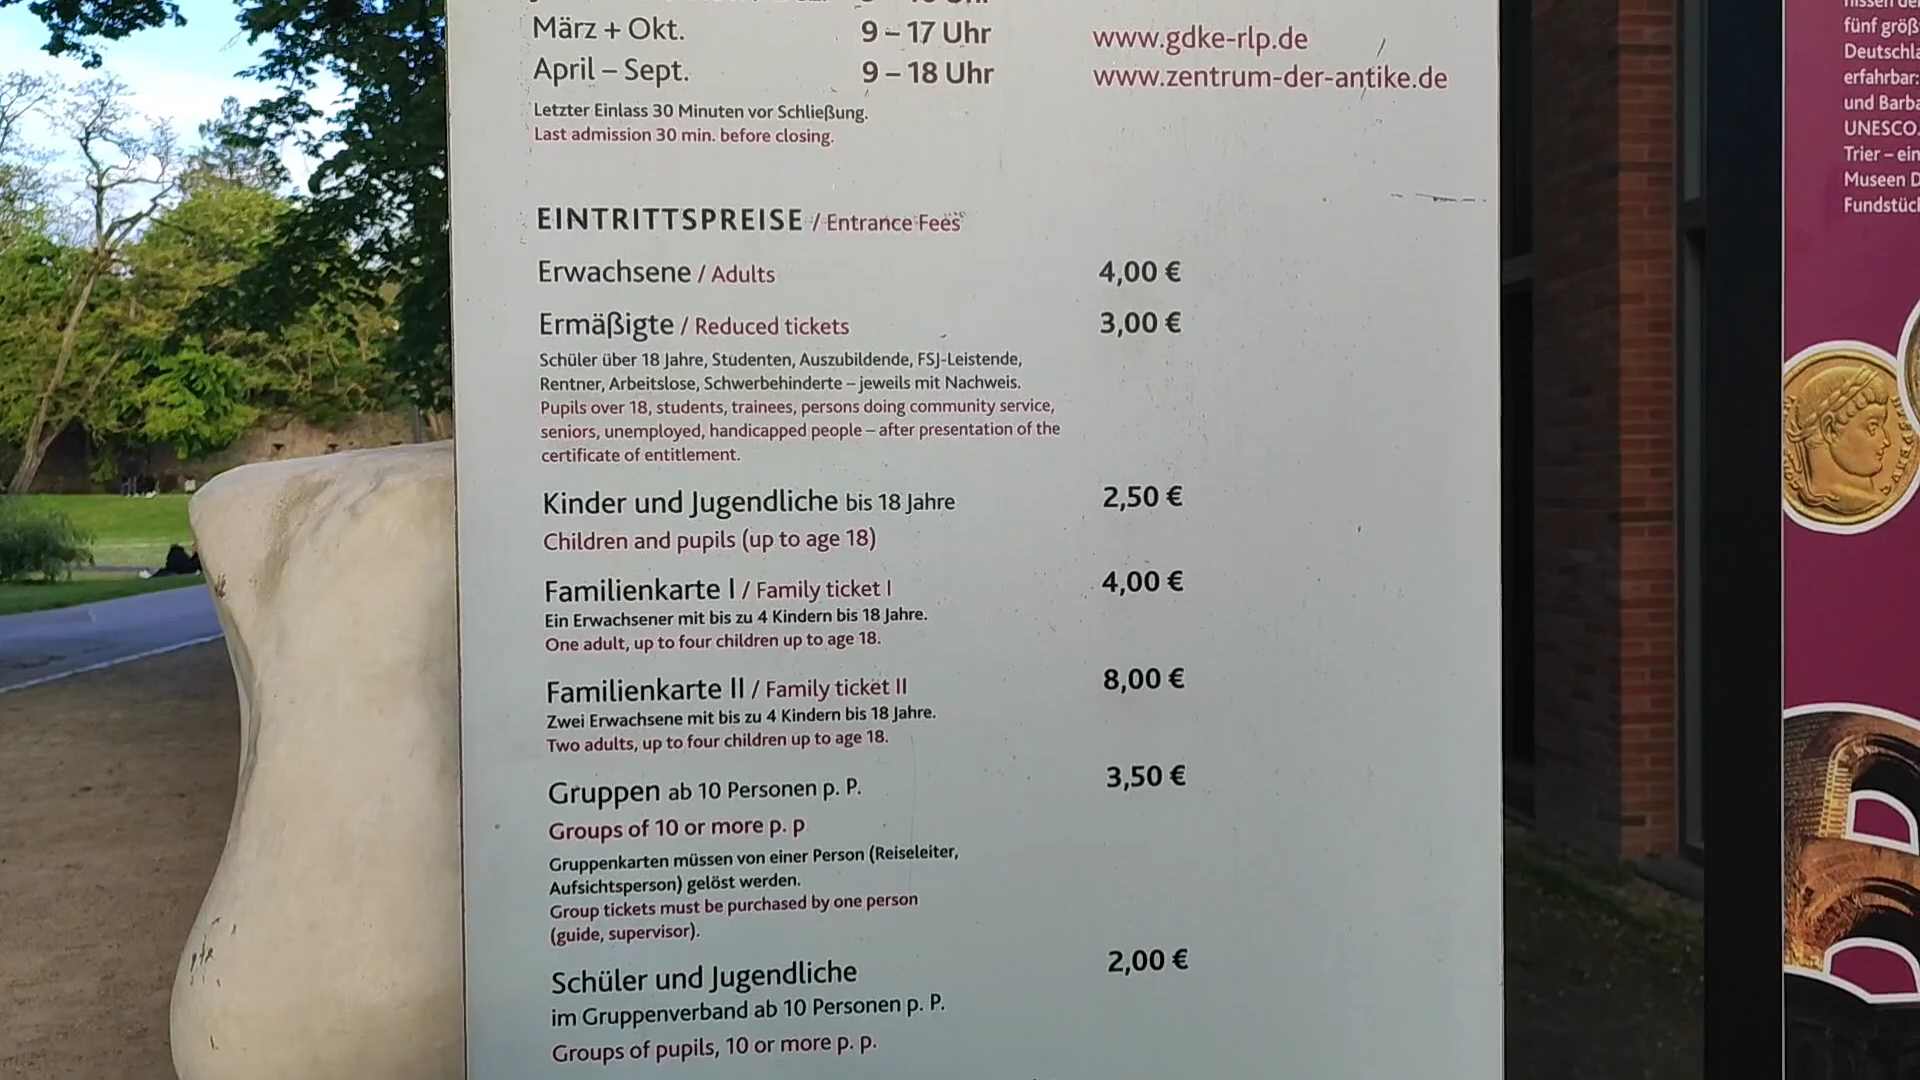 März + Okt. 9 – 17 Uhr
April – Sept. 9 – 18 Uhr
Letzter Einlass 30 Minuten vor Schließung.
Last admission 30 min. before closing.
www.gdke-rlp.de
www.zentrum-der-antike.de
EINTRITTSPREISE / Entrance Fees
Erwachsene / Adults 4,00 €
Ermäßigte / Reduced tickets 3,00 €
Schüler über 18 Jahre, Studenten, Auszubildende, FSJ-Leistende,
Rentner, Arbeitslose, Schwerbehinderte – jeweils mit Nachweis.
Pupils over 18, students, trainees, persons doing community service,
seniors, unemployed, handicapped people – after presentation of the
certificate of entitlement.
Kinder und Jugendliche bis 18 Jahre 2,50 €
Children and pupils (up to age 18)
Familienkarte I / Family ticket I 4,00 €
Ein Erwachsener mit bis zu 4 Kindern bis 18 Jahre.
One adult, up to four children up to age 18.
Familienkarte II / Family ticket II 8,00 €
Zwei Erwachsene mit bis zu 4 Kindern bis 18 Jahre.
Two adults, up to four children up to age 18.
Gruppen ab 10 Personen p. P. 3,50 €
Groups of 10 or more p. p
Gruppenkarten müssen von einer Person (Reiseleiter,
Aufsichtsperson) gelöst werden.
Group tickets must be purchased by one person
(guide, supervisor).
Schüler und Jugendliche 2,00 €
im Gruppenverband ab 10 Personen p. P.
Groups of pupils, 10 or more p. p.
fünf
erfahrbar:
und
UNESCO
Trier – ein
Museen